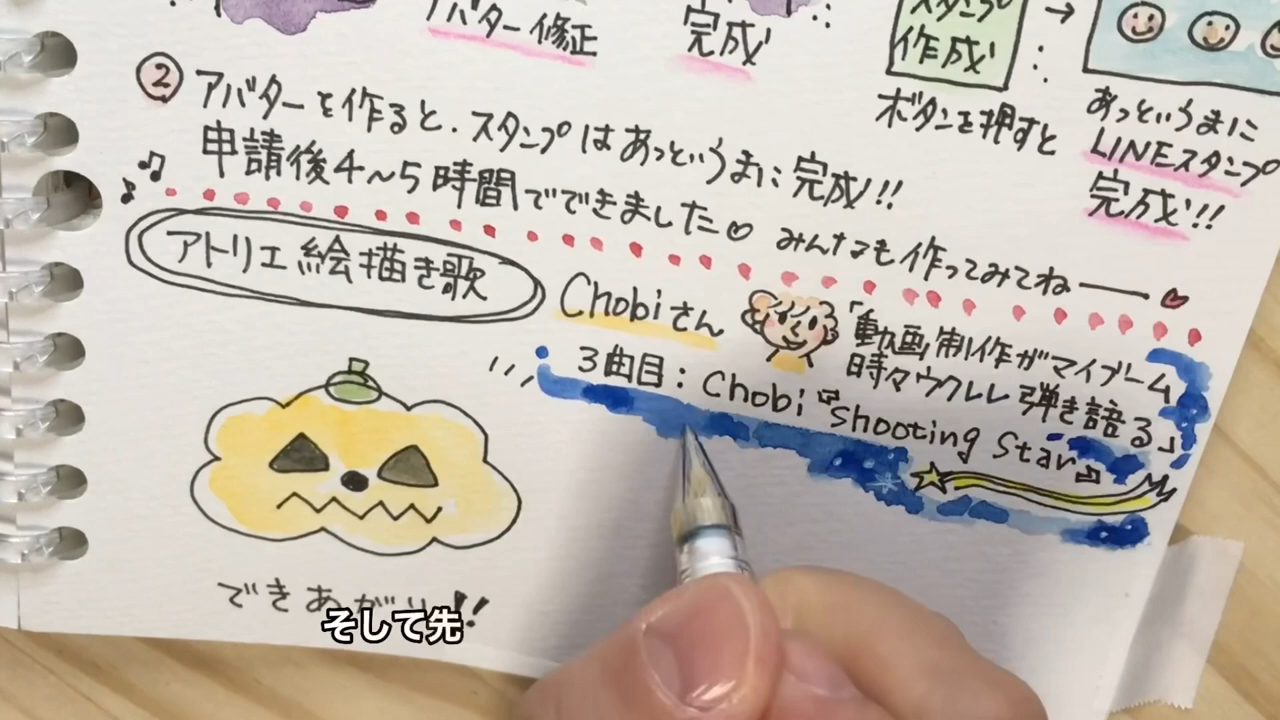 アバター修正
完成
スタンプ
作成
→
ボタンを押すと
あっというまに
LINEスタンプ
完成!!
② アバターを作ると、スタンプはあっというまに完成!!
申請後4~5時間でできました♡ みんなも作ってみてね――♡
アトリエ絵描き歌
Chobiさん
「動画制作がマイブーム
時々ウクレレ弾き語る」
3曲目:Chobi『Shooting Star』
できあがり!!
そして先